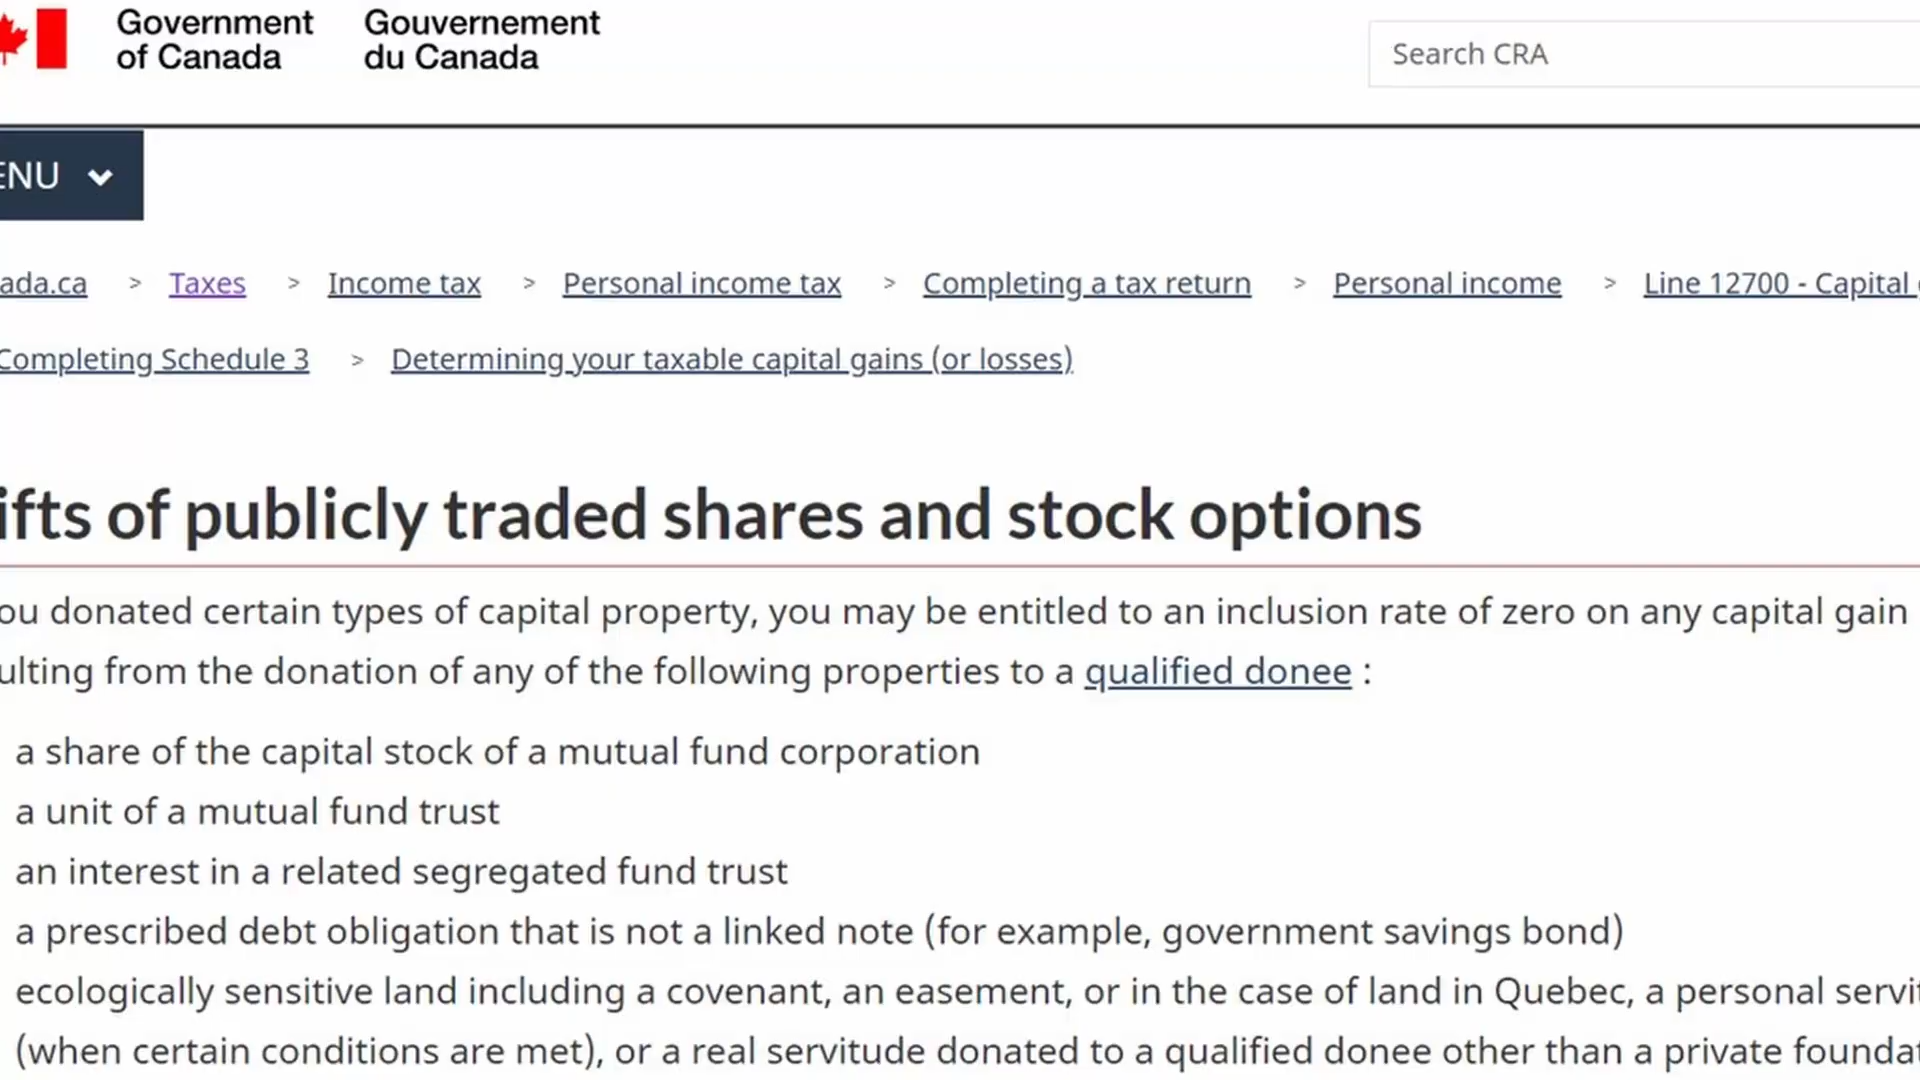 Government of Canada
Gouvernement du Canada
Search CRA
ENU
ada.ca > Taxes > Income tax > Personal income tax > Completing a tax return > Personal income > Line 12700 - Capital
Completing Schedule 3 > Determining your taxable capital gains (or losses)
ifts of publicly traded shares and stock options
ou donated certain types of capital property, you may be entitled to an inclusion rate of zero on any capital gain
ulting from the donation of any of the following properties to a qualified donee :
a share of the capital stock of a mutual fund corporation
a unit of a mutual fund trust
an interest in a related segregated fund trust
a prescribed debt obligation that is not a linked note (for example, government savings bond)
ecologically sensitive land including a covenant, an easement, or in the case of land in Quebec, a personal servit
(when certain conditions are met), or a real servitude donated to a qualified donee other than a private foundat